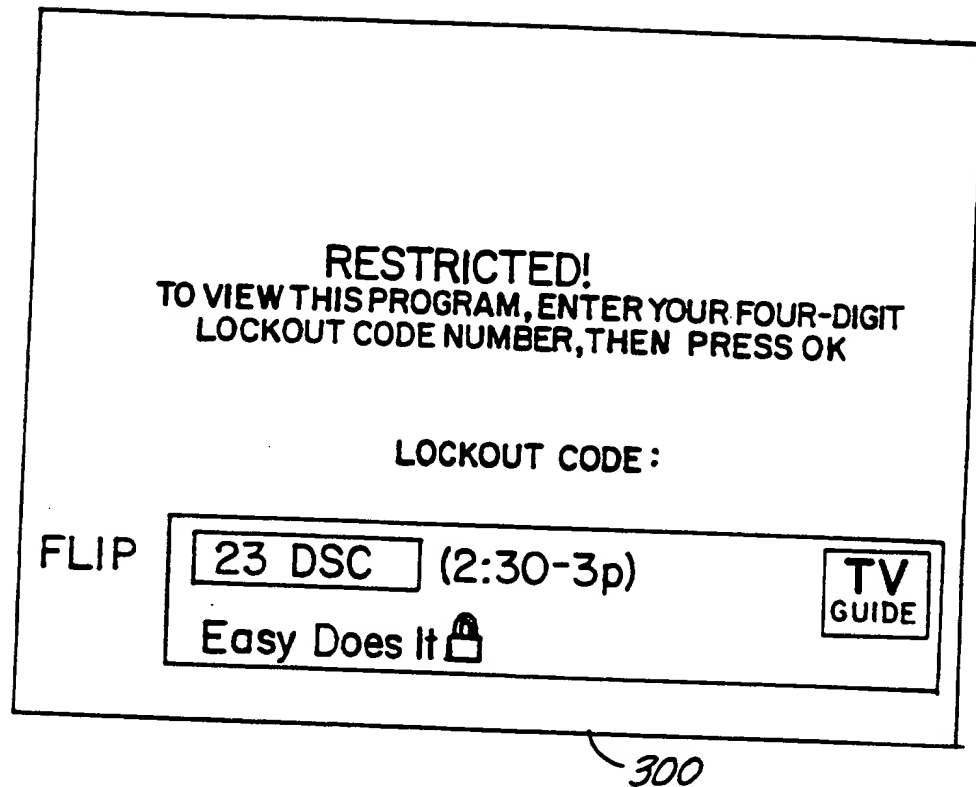 RESTRICTED!
TO VIEW THIS PROGRAM, ENTER YOUR FOUR-DIGIT
LOCKOUT CODE NUMBER, THEN PRESS OK
LOCKOUT CODE:
FLIP
23 DSC (2:30-3p)
TV
GUIDE
Easy Does It
300